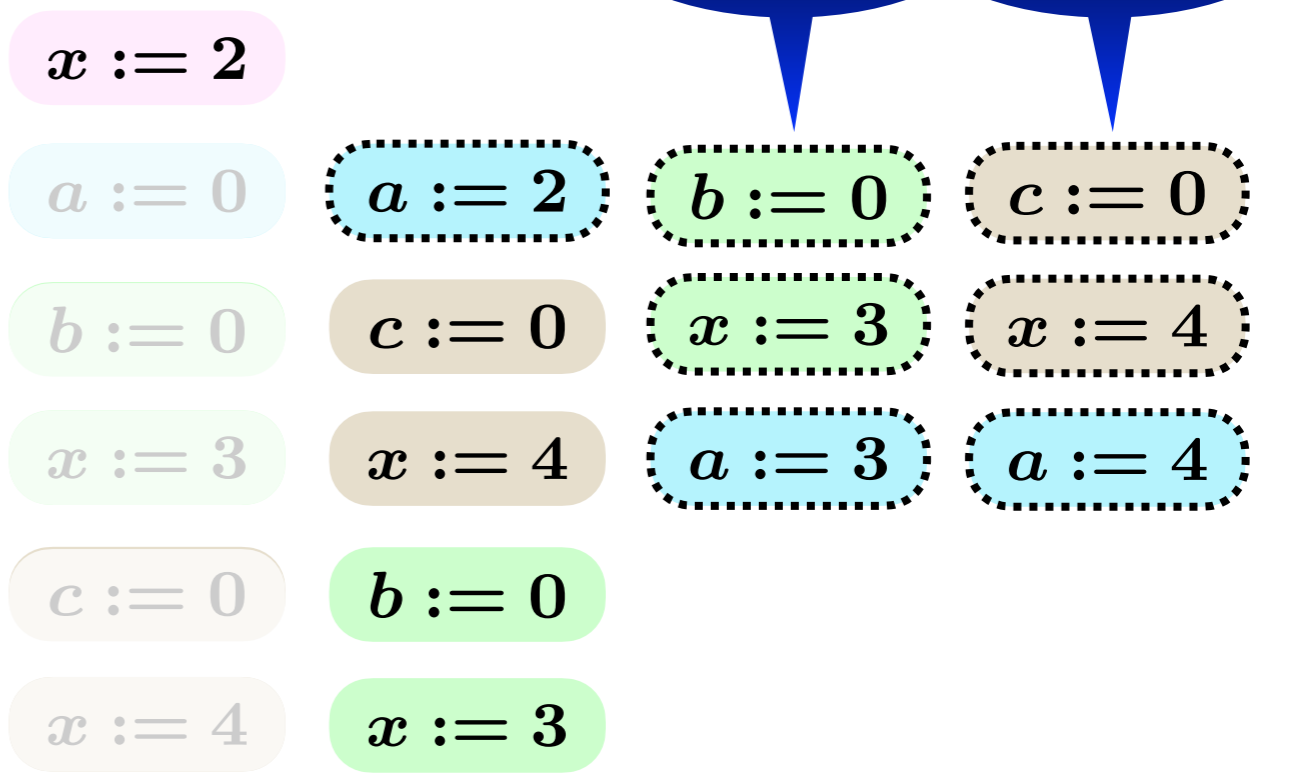 x := 2
a := 0 a := 2 b := 0 c := 0
b := 0 c := 0 x := 3 x := 4
x := 3 x := 4 a := 3 a := 4
c := 0 b := 0
x := 4 x := 3